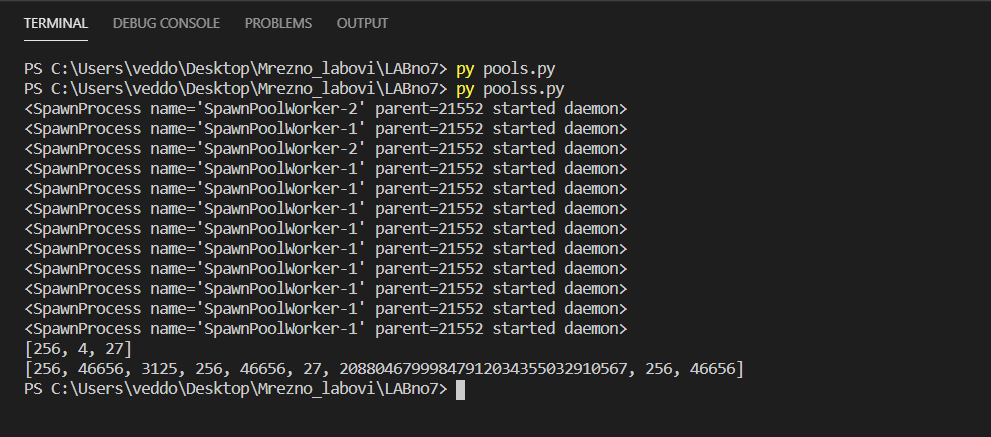 TERMINAL DEBUG CONSOLE PROBLEMS OUTPUT
PS C:\Users\veddo\Desktop\Mrezno_labovi\LABno7> py pools.py
PS C:\Users\veddo\Desktop\Mrezno_labovi\LABno7> py poolss.py
<SpawnProcess name='SpawnPoolWorker-2' parent=21552 started daemon>
<SpawnProcess name='SpawnPoolWorker-1' parent=21552 started daemon>
<SpawnProcess name='SpawnPoolWorker-2' parent=21552 started daemon>
<SpawnProcess name='SpawnPoolWorker-1' parent=21552 started daemon>
<SpawnProcess name='SpawnPoolWorker-1' parent=21552 started daemon>
<SpawnProcess name='SpawnPoolWorker-1' parent=21552 started daemon>
<SpawnProcess name='SpawnPoolWorker-1' parent=21552 started daemon>
<SpawnProcess name='SpawnPoolWorker-1' parent=21552 started daemon>
<SpawnProcess name='SpawnPoolWorker-1' parent=21552 started daemon>
<SpawnProcess name='SpawnPoolWorker-1' parent=21552 started daemon>
<SpawnProcess name='SpawnPoolWorker-1' parent=21552 started daemon>
<SpawnProcess name='SpawnPoolWorker-1' parent=21552 started daemon>
[256, 4, 27]
[256, 46656, 3125, 256, 46656, 27, 20880467999847912034355032910567, 256, 46656]
PS C:\Users\veddo\Desktop\Mrezno_labovi\LABno7>